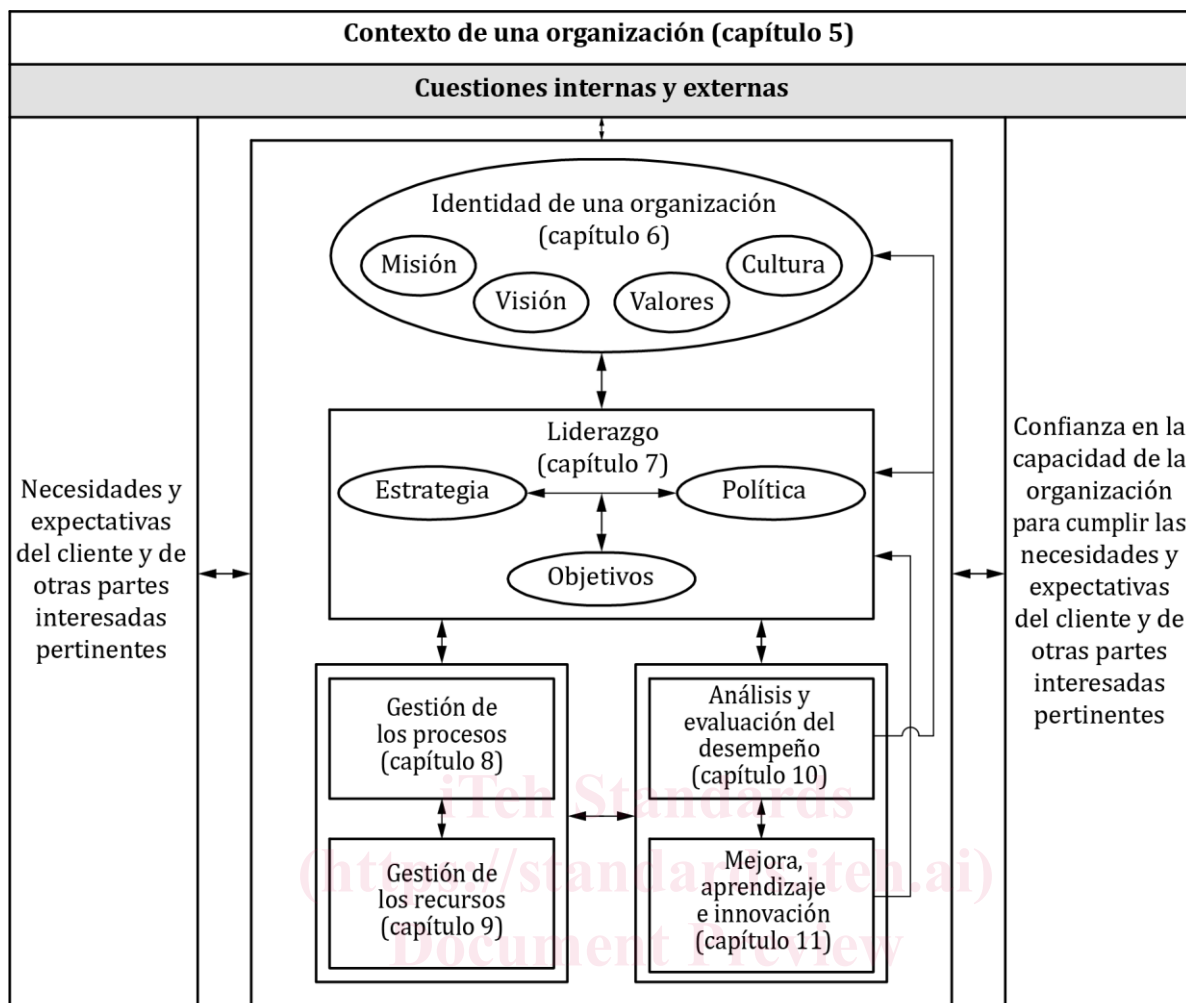 Contexto de una organización (capítulo 5)
Cuestiones internas y externas
Necesidades y
expectativas
del cliente y de
otras partes
interesadas
pertinentes
Identidad de una organización
(capítulo 6)
Misión
Visión
Valores
Cultura
Liderazgo
(capítulo 7)
Estrategia
Política
Objetivos
Gestión de
los procesos
(capítulo 8)
Gestión de
los recursos
(capítulo 9)
Análisis y
evaluación del
desempeño
(capítulo 10)
Mejora,
aprendizaje
e innovación
(capítulo 11)
Confianza en la
capacidad de la
organización
para cumplir las
necesidades y
expectativas
del cliente y de
otras partes
interesadas
pertinentes
iTeh Standards
(https://standards.iteh.ai)
Document Preview